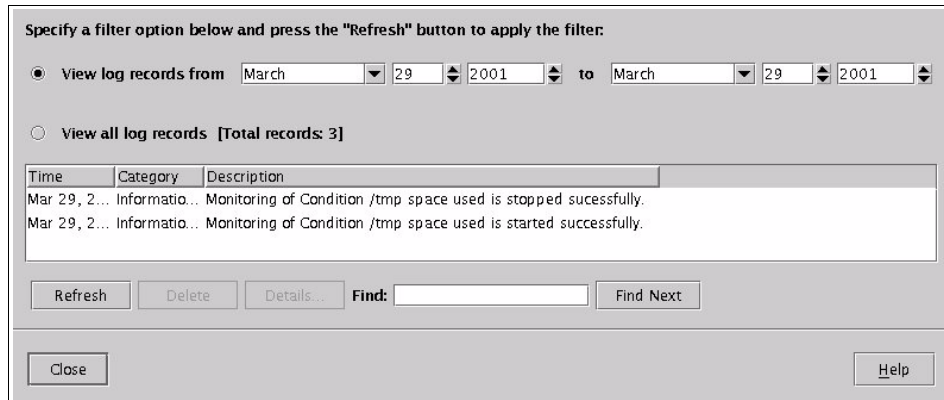 Specify a filter option below and press the "Refresh" button to apply the filter:
View log records from March 29 2001 to March 29 2001
View all log records [Total records: 3]
Time Category Description
Mar 29, 2... Informatio... Monitoring of Condition /tmp space used is stopped sucessfully.
Mar 29, 2... Informatio... Monitoring of Condition /tmp space used is started successfully.
Refresh Delete Details... Find: Find Next
Close Help